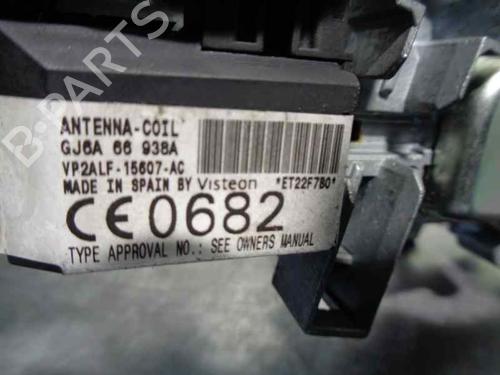 ANTENNA-COIL
GJ6A 66 938A
VP2ALF-15607-AC
MADE IN SPAIN BY Visteon *ET22F7B0*
CE 0682
TYPE APPROVAL NO.: SEE OWNERS MANUAL
B-PARTS